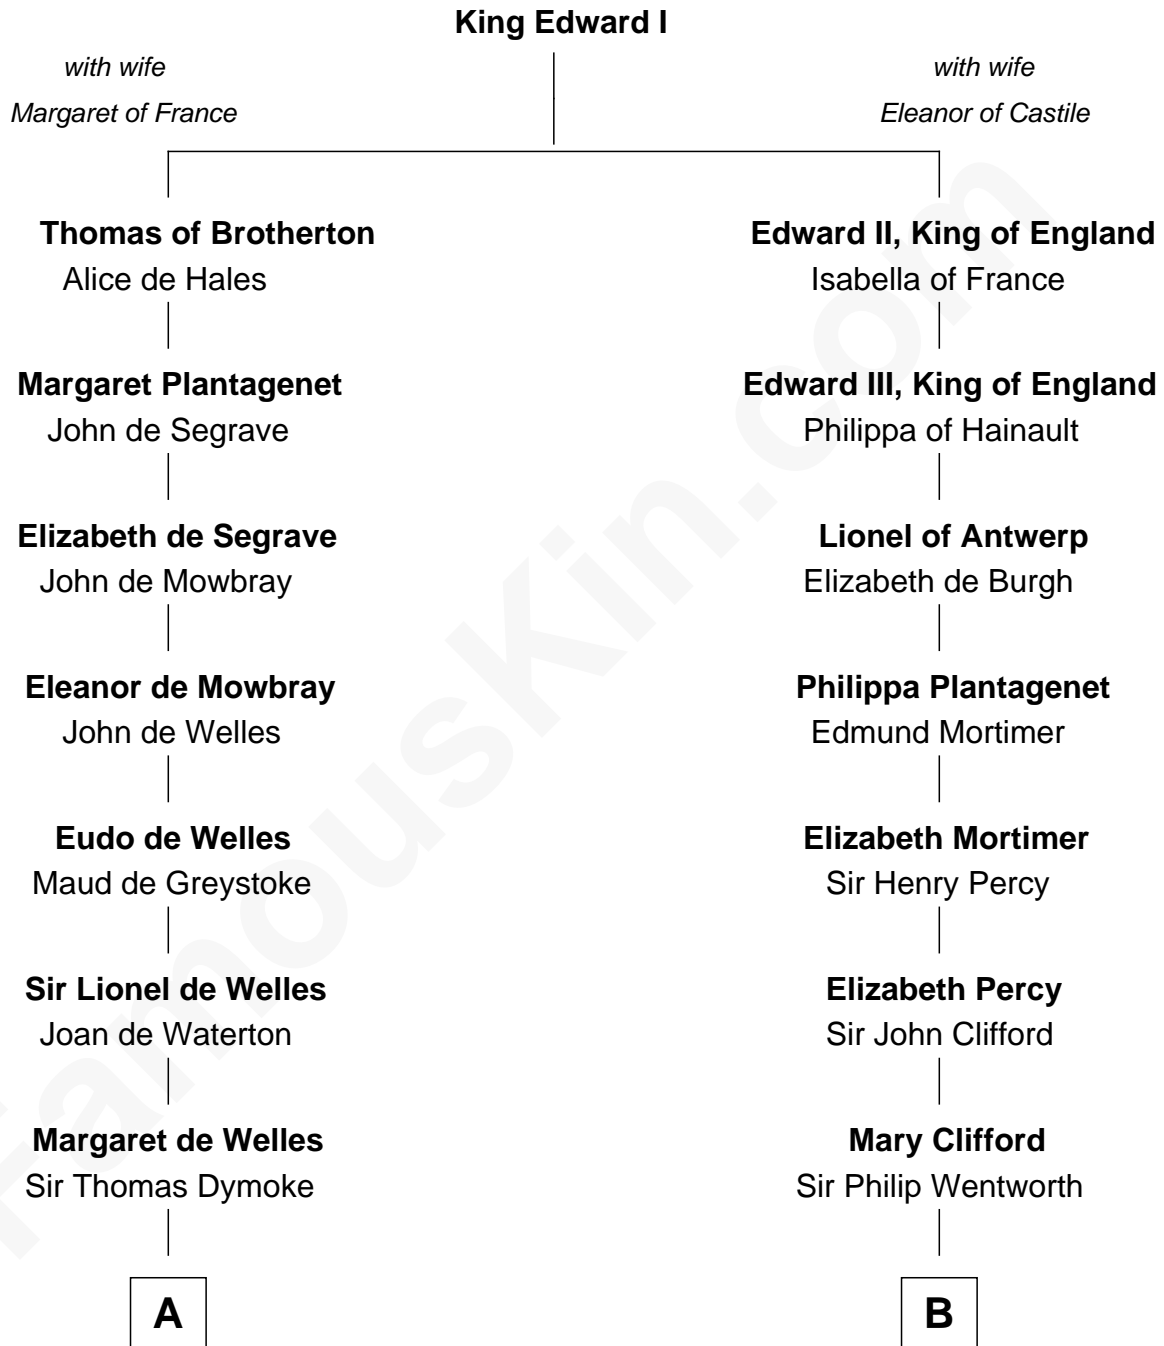 King Edward I
with wife
Margaret of France
with wife
Eleanor of Castile
Thomas of Brotherton
Alice de Hales
Edward II, King of England
Isabella of France
Margaret Plantagenet
John de Segrave
Edward III, King of England
Philippa of Hainault
Elizabeth de Segrave
John de Mowbray
Lionel of Antwerp
Elizabeth de Burgh
Eleanor de Mowbray
John de Welles
Philippa Plantagenet
Edmund Mortimer
Eudo de Welles
Maud de Greystoke
Elizabeth Mortimer
Sir Henry Percy
Sir Lionel de Welles
Joan de Waterton
Elizabeth Percy
Sir John Clifford
Margaret de Welles
Sir Thomas Dymoke
Mary Clifford
Sir Philip Wentworth
A
B
FamousKin.com